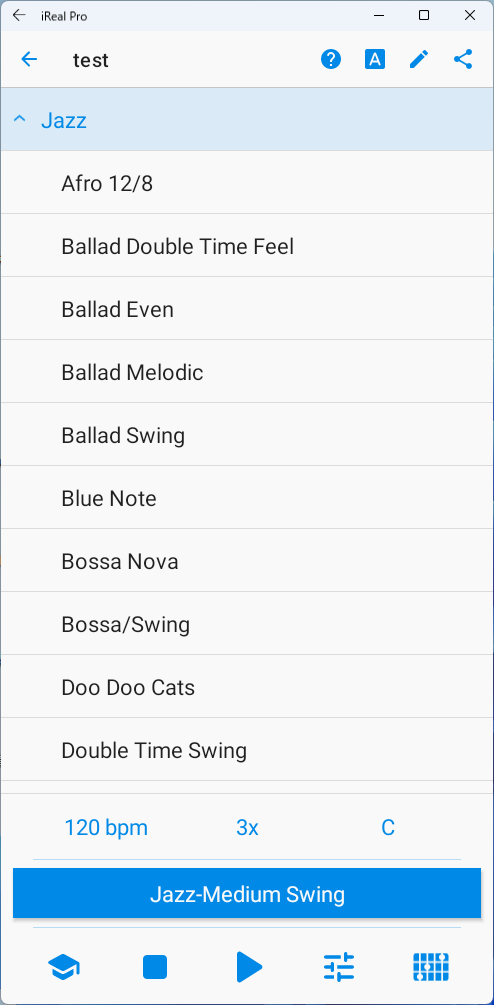 iReal Pro
test
A
Jazz
Afro 12/8
Ballad Double Time Feel
Ballad Even
Ballad Melodic
Ballad Swing
Blue Note
Bossa Nova
Bossa/Swing
Doo Doo Cats
Double Time Swing
120 bpm 3x C
Jazz-Medium Swing